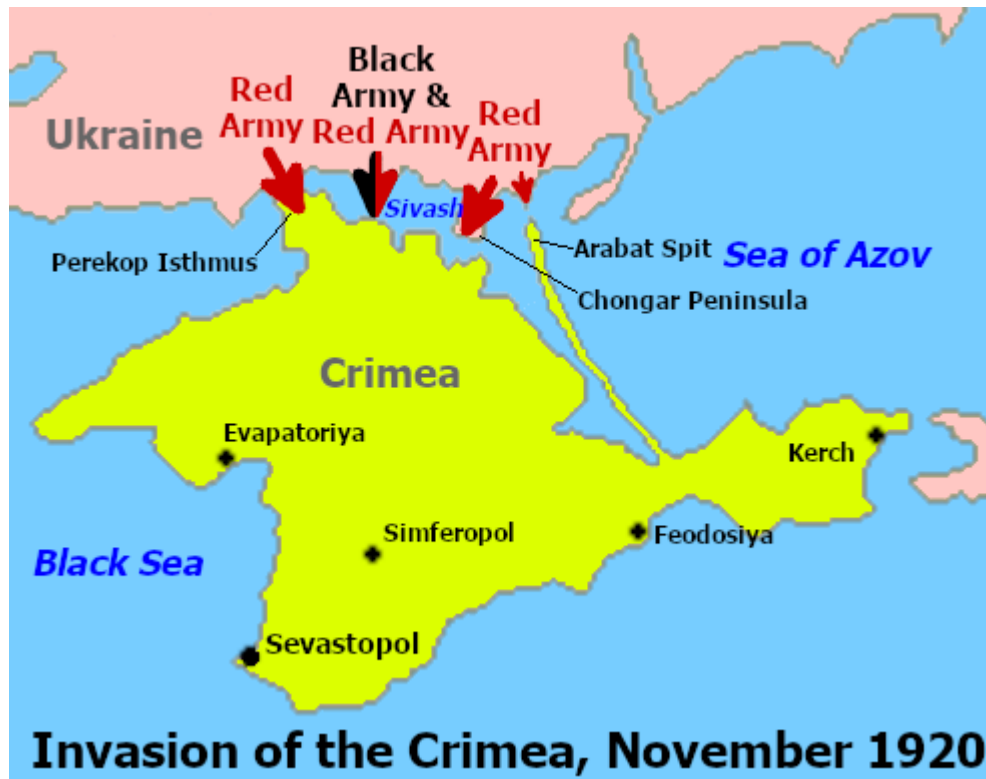 Black
Army &
Red Army
Red
Army
Red
Army
Ukraine
Sivash
Perekop Isthmus
Arabat Spit
Sea of Azov
Chongar Peninsula
Crimea
Evapatoriya
Kerch
Simferopol
Feodosiya
Black Sea
Sevastopol
Invasion of the Crimea, November 1920